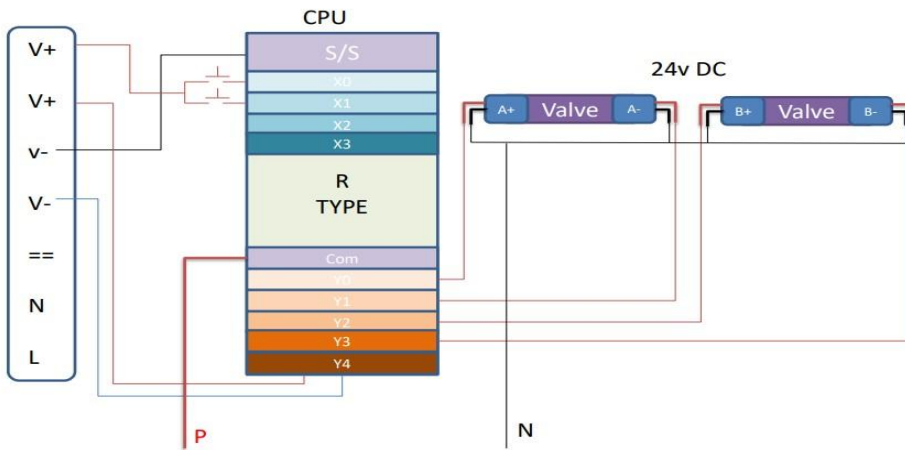 CPU
V+
V+
v-
V-
==
N
L
S/S
X0
X1
X2
X3
R
TYPE
Com
Y0
Y1
Y2
Y3
Y4
24v DC
A+ Valve A-
B+ Valve B-
P
N